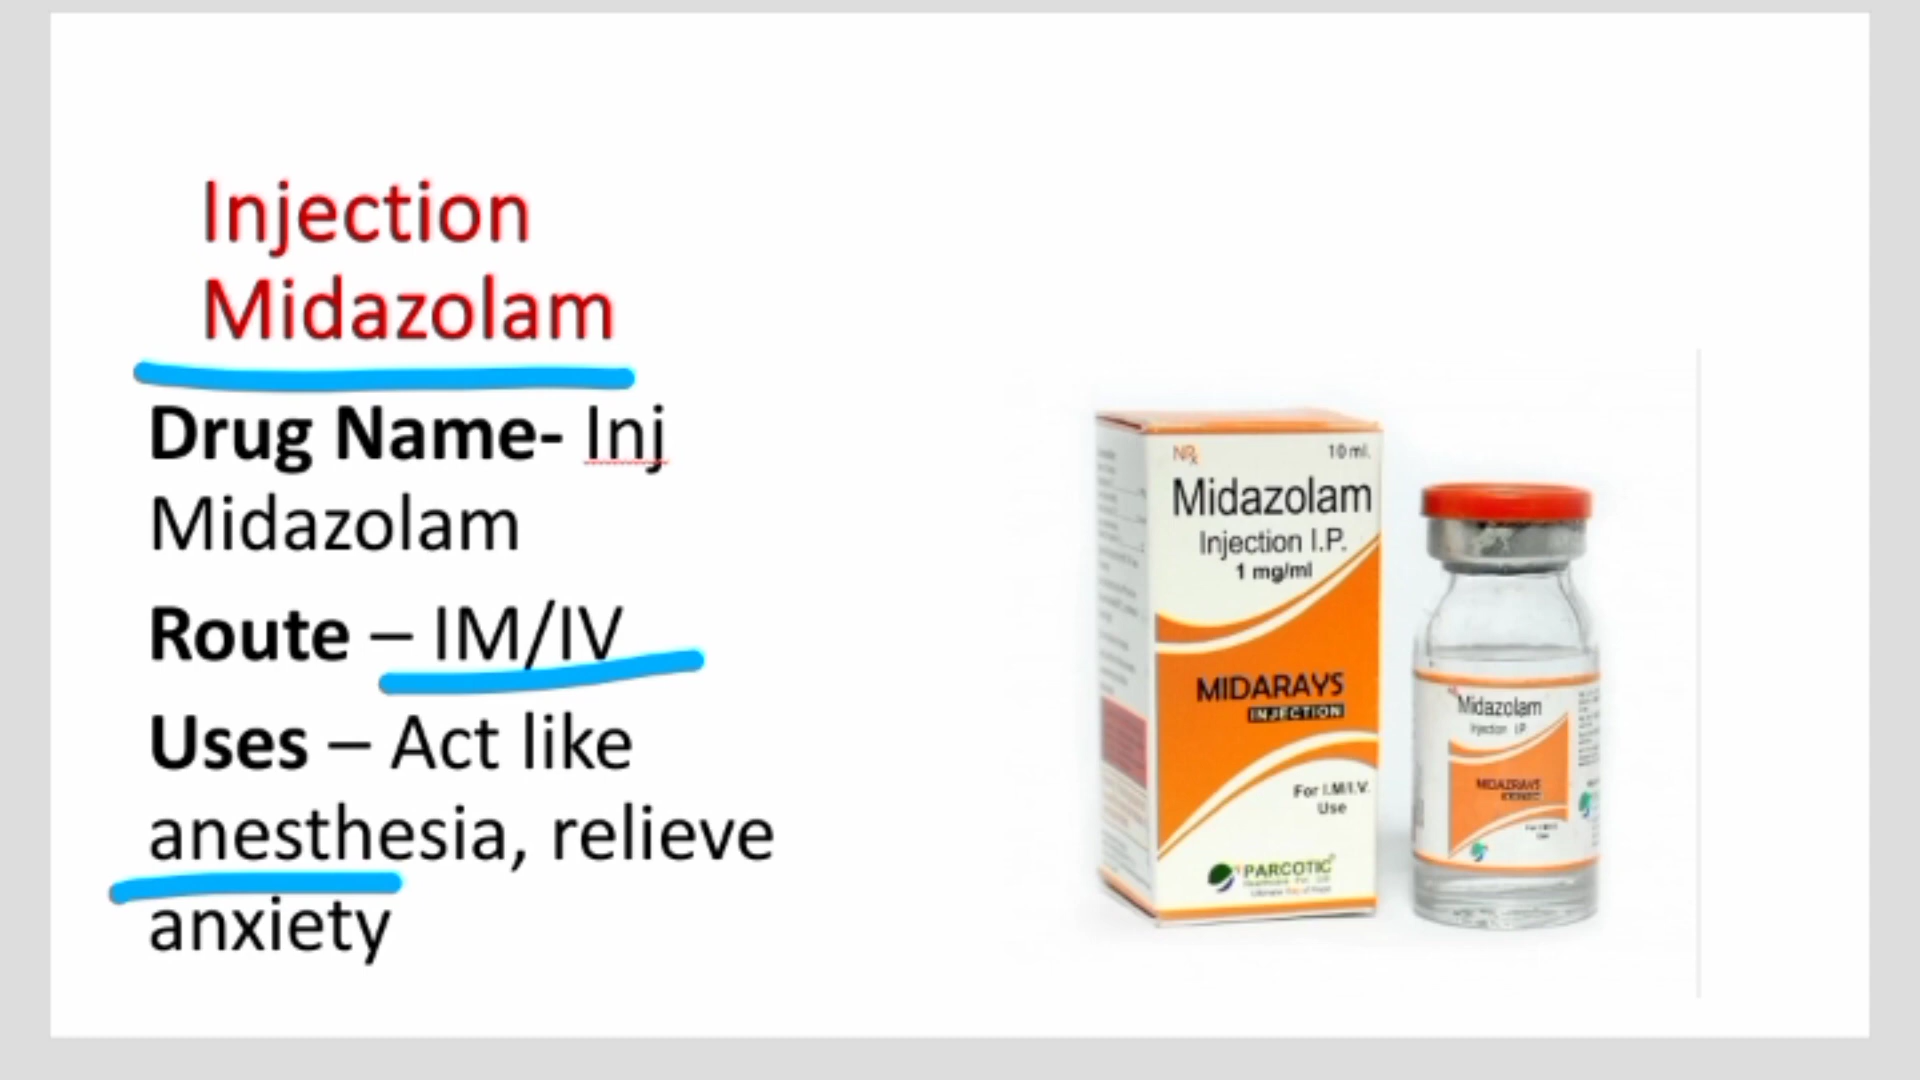 Injection
Midazolam
Drug Name- Inj
Midazolam
Route – IM/IV
Uses – Act like
anesthesia, relieve
anxiety
NRx
10 ml.
Midazolam
Injection I.P.
1 mg/ml
MIDARAYS
INJECTION
For I.M/I.V.
Use
PARCOTIC
Midazolam
Injection I.P.